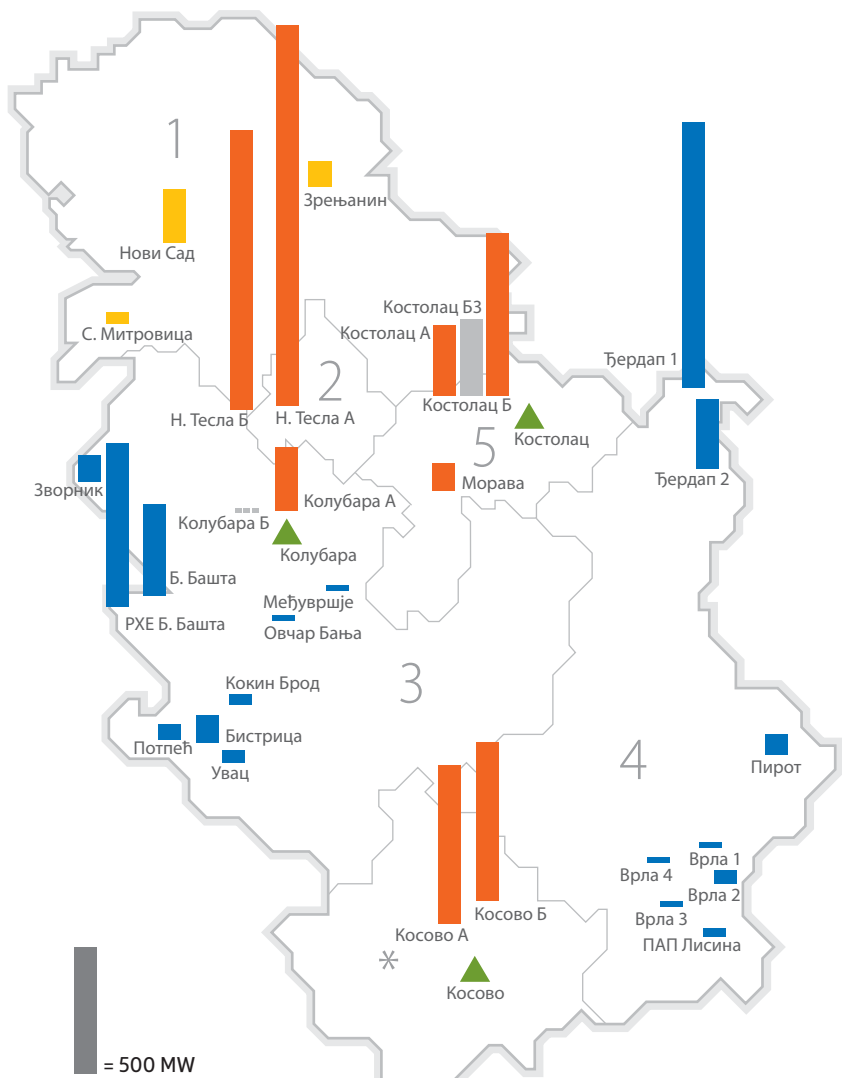 1
Зрењанин
Нови Сад
Костолац Б3
С. Митровица
Костолац А
Ђердап 1
2
Костолац Б
Н. Тесла Б
Н. Тесла А
Костолац
5
Зворник
Морава
Ђердап 2
Колубара А
Колубара Б
Колубара
Б. Башта
Међувршје
РХЕ Б. Башта
Овчар Бања
3
Кокин Брод
Потпећ
Бистрица
Увац
4
Пирот
Врла 1
Врла 4
Врла 2
Косово Б
Врла 3
Косово А
ПАП Лисина
*
Косово
= 500 MW